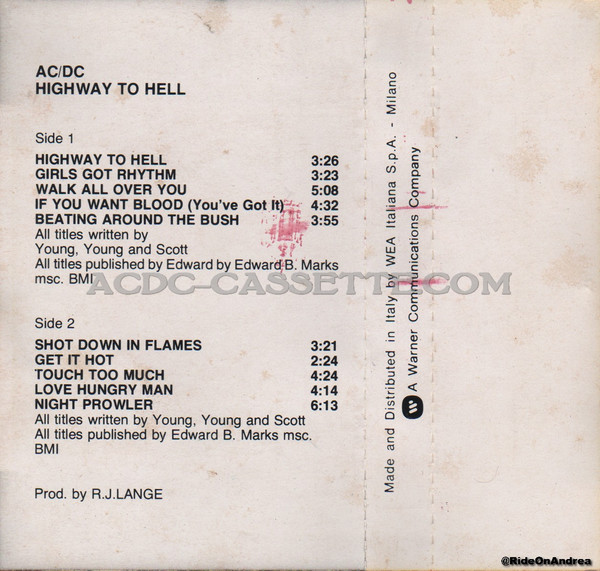 AC/DC
HIGHWAY TO HELL
Side 1
HIGHWAY TO HELL 3:26
GIRLS GOT RHYTHM 3:23
WALK ALL OVER YOU 5:08
IF YOU WANT BLOOD (You've Got It) 4:32
BEATING AROUND THE BUSH 3:55
All titles written by
Young, Young and Scott
All titles published by Edward by Edward B. Marks
msc. BMI
Side 2
SHOT DOWN IN FLAMES 3:21
GET IT HOT 2:24
TOUCH TOO MUCH 4:24
LOVE HUNGRY MAN 4:14
NIGHT PROWLER 6:13
All titles written by Young, Young and Scott
All titles published by Edward B. Marks msc.
BMI
Prod. by R.J.LANGE
Made and Distributed in Italy by WEA Italiana S.p.A. - Milano
A Warner Communications Company
ACDC-CASSETTE.COM
@RideOnAndrea